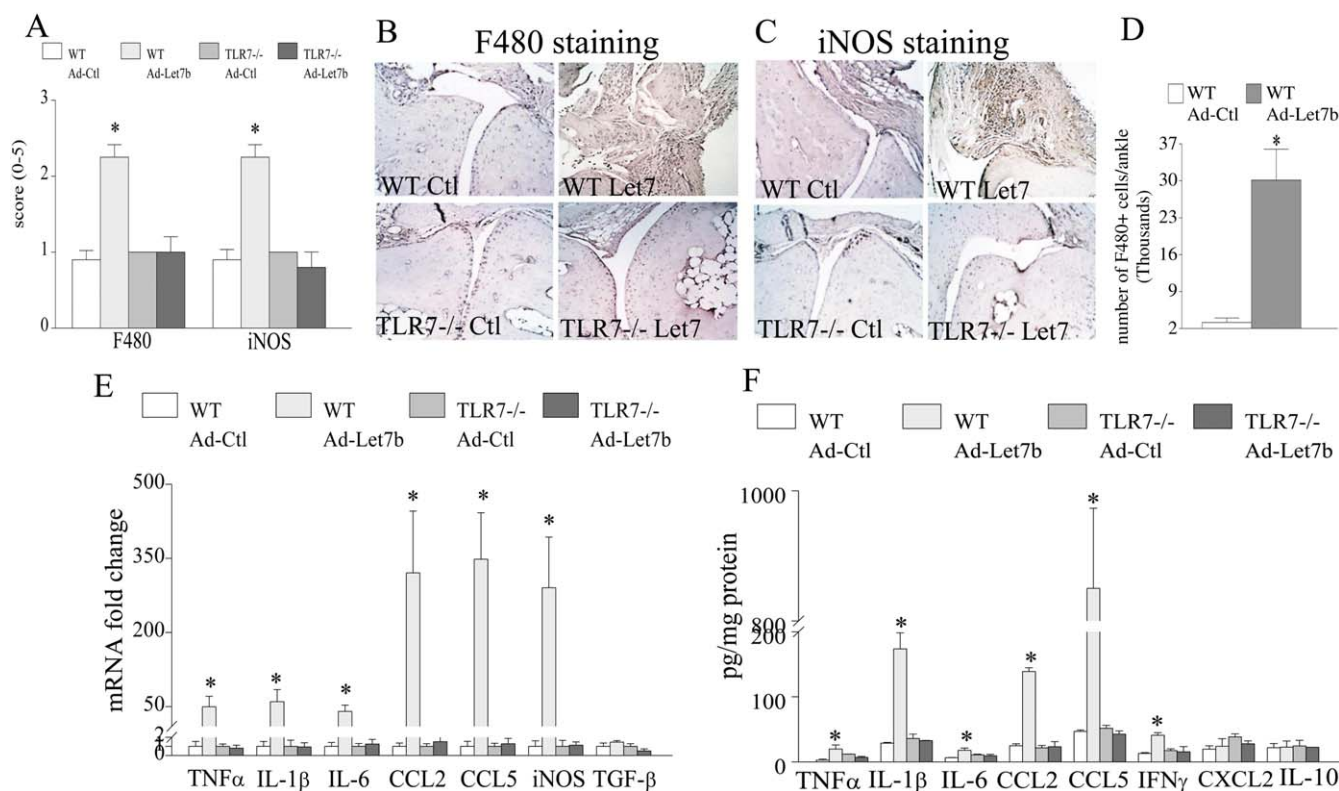 A
WT WT TLR7-/- TLR7-/-
Ad-Ctl Ad-Let7b Ad-Ctl Ad-Let7b
score (0-5)
3
2
1
0
* *
F480 iNOS
B F480 staining
WT Ctl WT Let7
TLR7-/- Ctl TLR7-/- Let7
C iNOS staining
WT Ctl WT Let7
TLR7-/- Ctl TLR7-/- Let7
D
WT WT
Ad-Ctl Ad-Let7b
number of F480+ cells/ankle
(Thousands)
37
30
23
16
9
2
*
E
WT WT TLR7-/- TLR7-/-
Ad-Ctl Ad-Let7b Ad-Ctl Ad-Let7b
mRNA fold change
500
350
200
50
2
1
0
* * * * * *
TNFα IL-1β IL-6 CCL2 CCL5 iNOS TGF-β
F
WT WT TLR7-/- TLR7-/-
Ad-Ctl Ad-Let7b Ad-Ctl Ad-Let7b
pg/mg protein
1000
800
200
100
0
* * * * * *
TNFα IL-1β IL-6 CCL2 CCL5 IFNγ CXCL2 IL-10